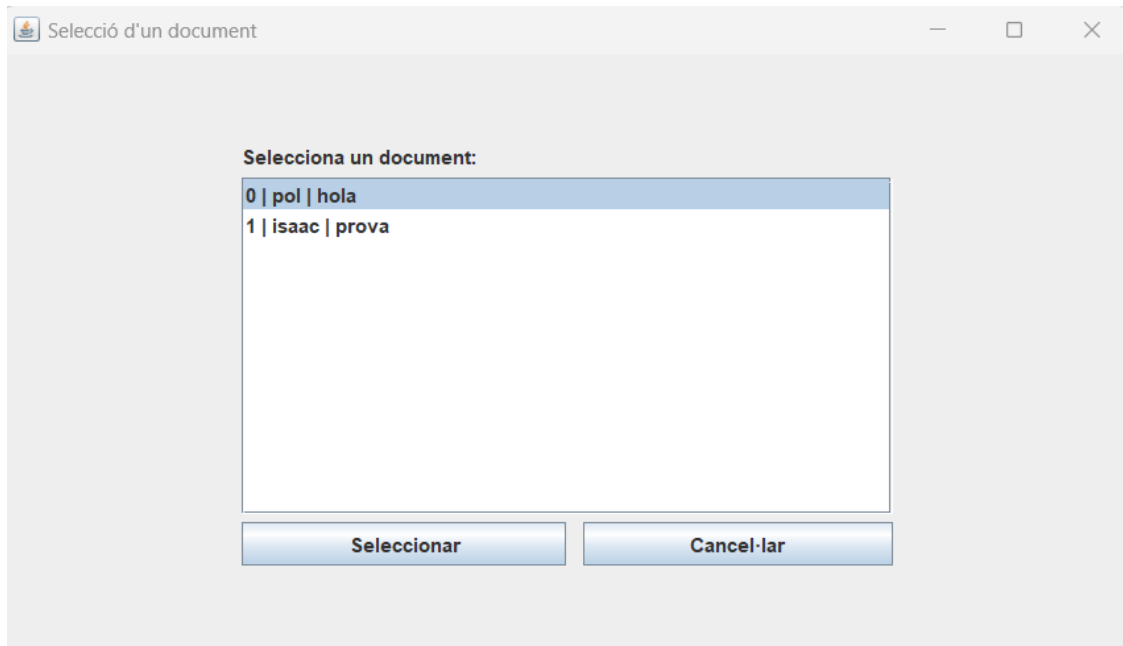 Selecció d'un document
Selecciona un document:
0 | pol | hola
1 | isaac | prova
Seleccionar
Cancel·lar